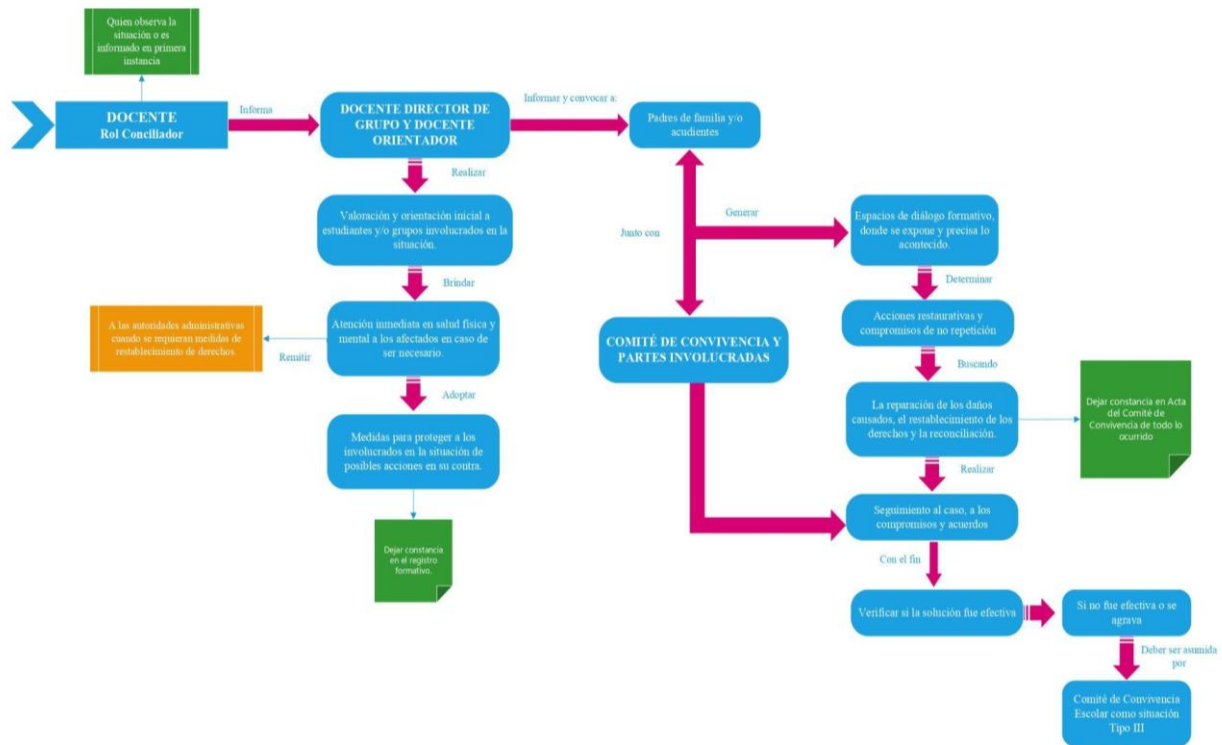 Quien observa la
situación o es
informado en primera
instancia
DOCENTE
Rol Conciliador
Informa
DOCENTE DIRECTOR DE
GRUPO Y DOCENTE
ORIENTADOR
Informar y convocar a:
Padres de familia y/o
acudientes
Realizar
Valoración y orientación inicial a
estudiantes y/o grupos involucrados en la
situación.
Brindar
Atención inmediata en salud física y
mental a los afectados en caso de
ser necesario.
Remitir
A las autoridades administrativas
cuando se requieran medidas de
restablecimiento de derechos.
Adoptar
Medidas para proteger a los
involucrados en la situación de
posibles acciones en su contra.
Dejar constancia
en el registro
formativo.
Junto con
Generar
COMITÉ DE CONVIVENCIA Y
PARTES INVOLUCRADAS
Espacios de diálogo formativo,
donde se expone y precisa lo
acontecido.
Determinar
Acciones restaurativas y
compromisos de no repetición
Buscando
La reparación de los daños
causados, el restablecimiento de los
derechos y la reconciliación.
Dejar constancia en Acta
del Comité de
Convivencia de todo lo
ocurrido
Realizar
Seguimiento al caso, a los
compromisos y acuerdos
Con el fin
Verificar si la solución fue efectiva
Si no fue efectiva o se
agrava
Deber ser asumida
por
Comité de Convivencia
Escolar como situación
Tipo III